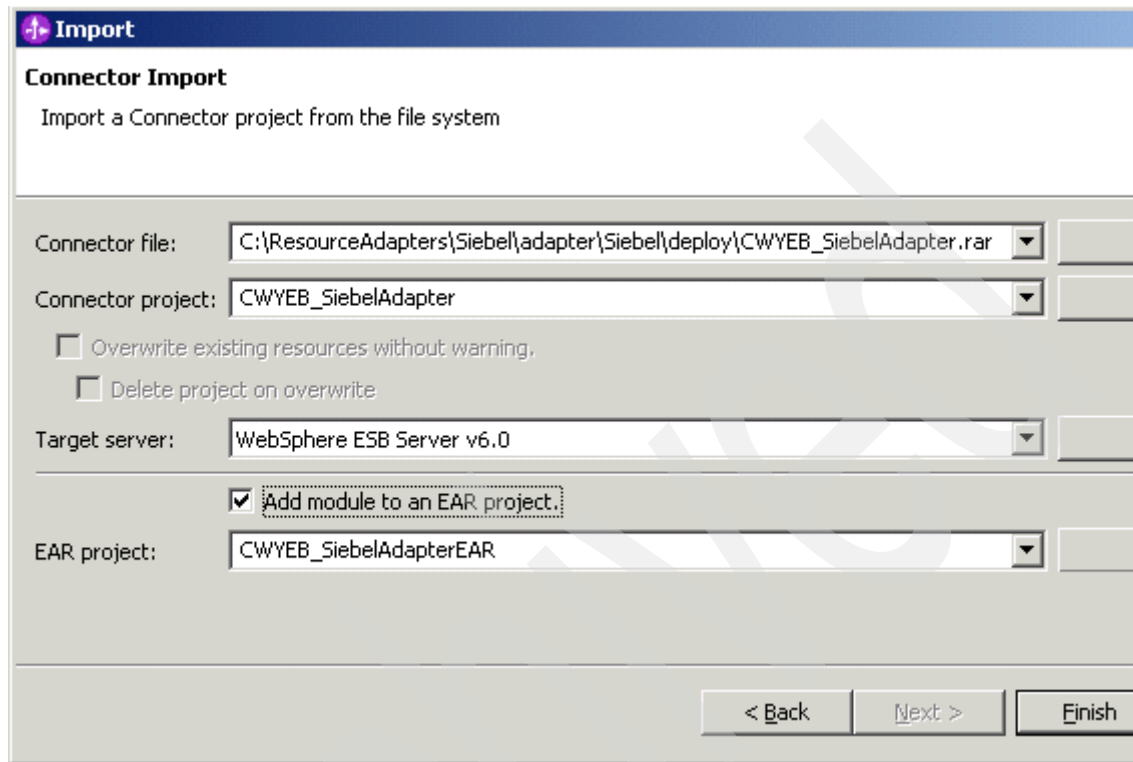 Import
Connector Import
Import a Connector project from the file system
Connector file: C:\ResourceAdapters\Siebel\adapter\Siebel\deploy\CWYEB_SiebelAdapter.rar
Connector project: CWYEB_SiebelAdapter
Overwrite existing resources without warning.
Delete project on overwrite
Target server: WebSphere ESB Server v6.0
Add module to an EAR project.
EAR project: CWYEB_SiebelAdapterEAR
< Back Next > Finish